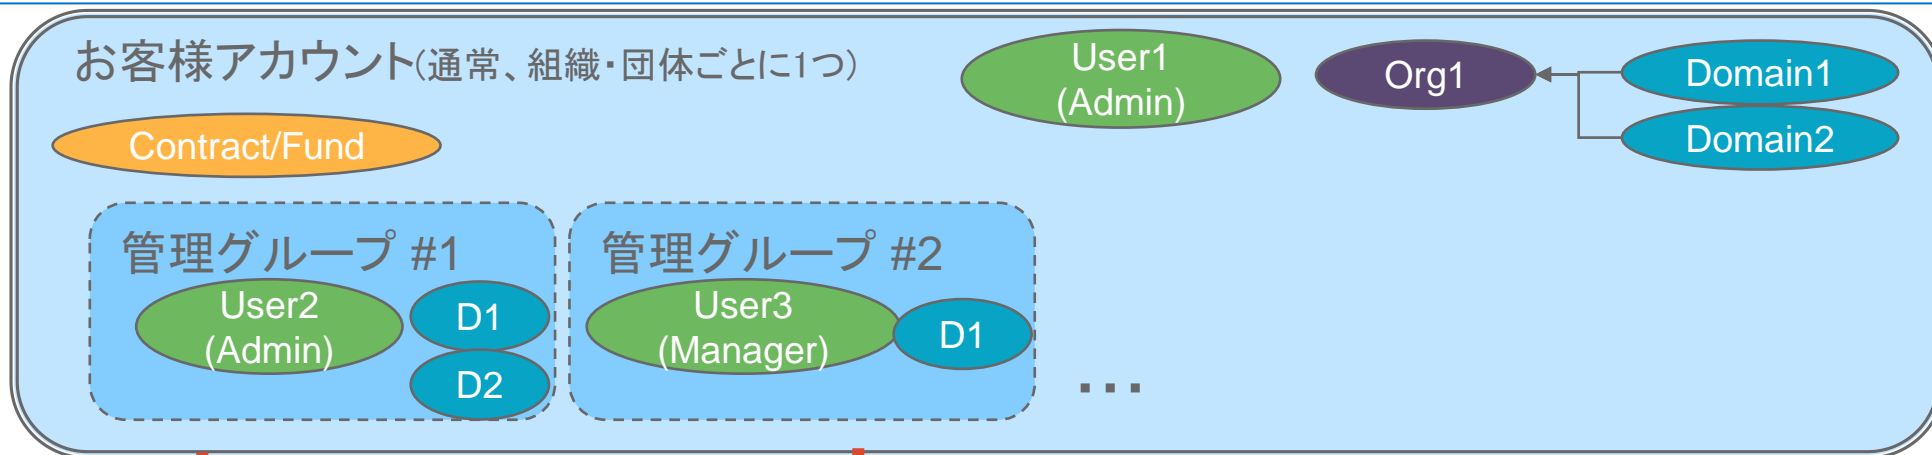 お客様アカウント(通常、組織・団体ごとに1つ)
User1
(Admin)
Org1
Domain1
Domain2
Contract/Fund
管理グループ #1
User2
(Admin)
D1
D2
管理グループ #2
User3
(Manager)
D1
...